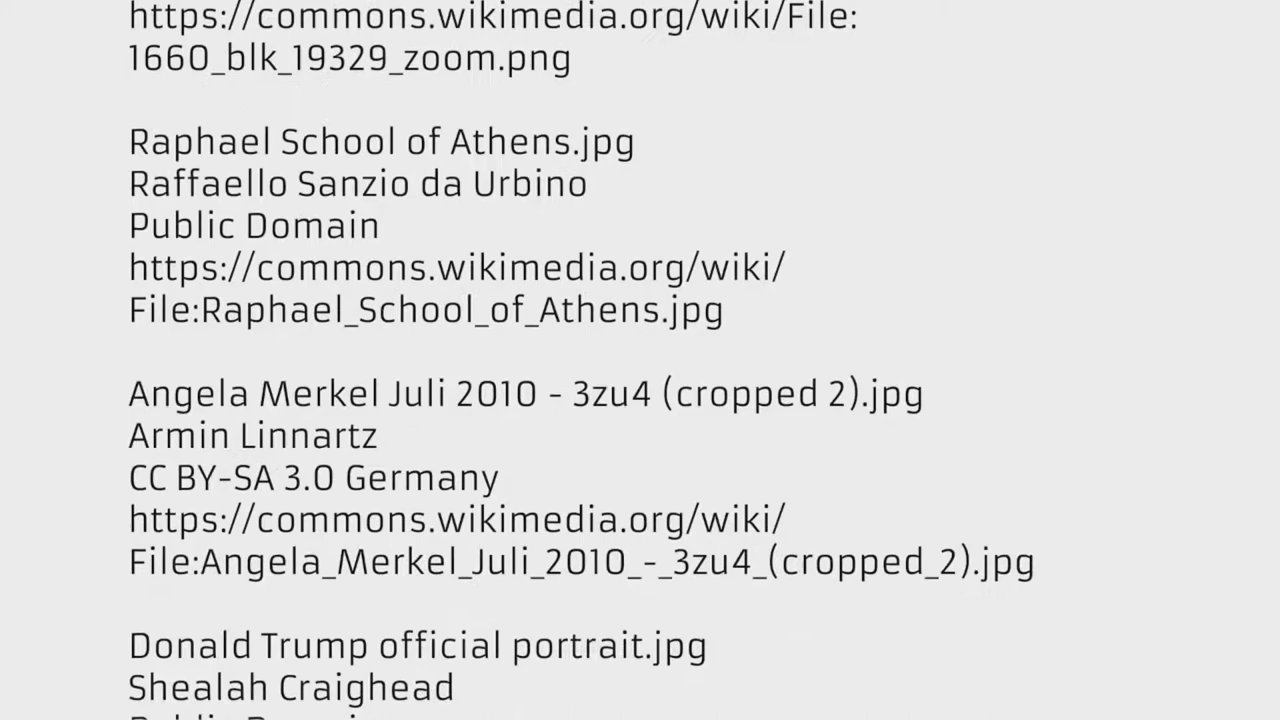 https://commons.wikimedia.org/wiki/File:
1660_blk_19329_zoom.png
Raphael School of Athens.jpg
Raffaello Sanzio da Urbino
Public Domain
https://commons.wikimedia.org/wiki/
File:Raphael_School_of_Athens.jpg
Angela Merkel Juli 2010 - 3zu4 (cropped 2).jpg
Armin Linnartz
CC BY-SA 3.0 Germany
https://commons.wikimedia.org/wiki/
File:Angela_Merkel_Juli_2010_-_3zu4_(cropped_2).jpg
Donald Trump official portrait.jpg
Shealah Craighead